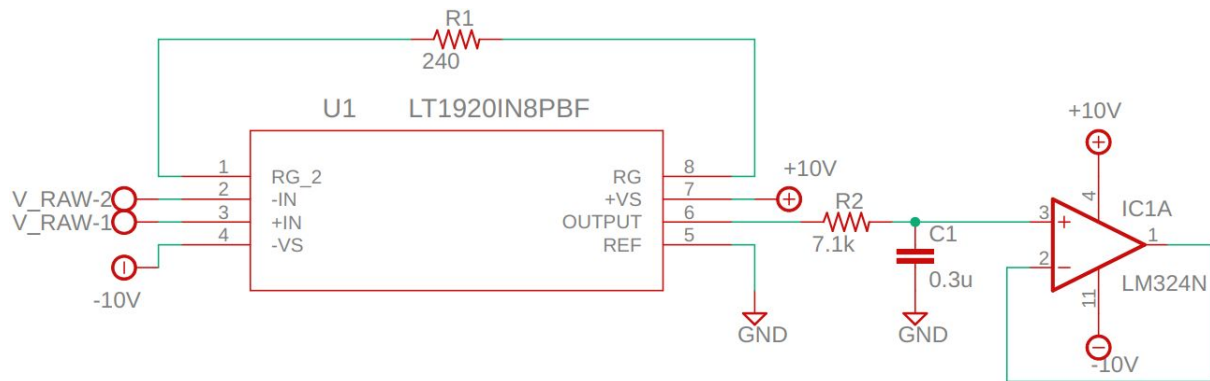 R1
240
U1 LT1920IN8PBF
+10V
1 RG_2 RG 8 +10V
V_RAW-2 2 -IN +VS 7
V_RAW-1 3 +IN OUTPUT 6 R2 3 IC1A
4 -VS REF 5 7.1k C1 1
-10V 0.3u 2 LM324N
GND GND
4
11
-10V